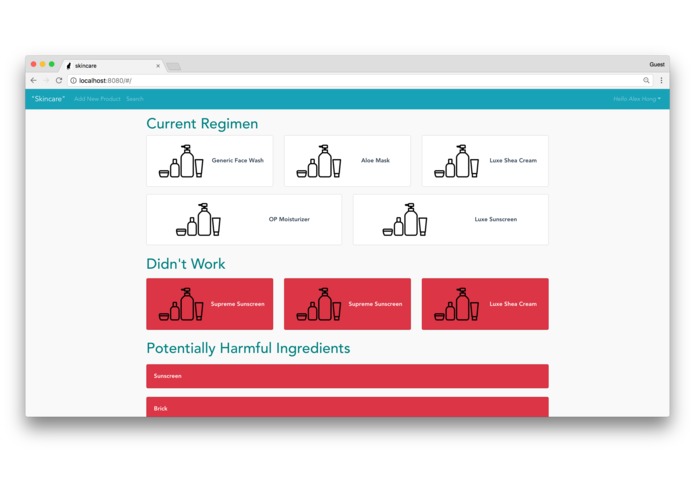 skincare
Guest
localhost:8080/#/
"Skincare" Add New Product Search Hello Alse Hong
Current Regimen
Generic Face Wash Aloe Mask Luxe Shea Cream
OP Moisturizer Luxe Sunscreen
Didn't Work
Supreme Sunscreen Supreme Sunscreen Luxe Shea Cream
Potentially Harmful Ingredients
Sunscreen
Brick